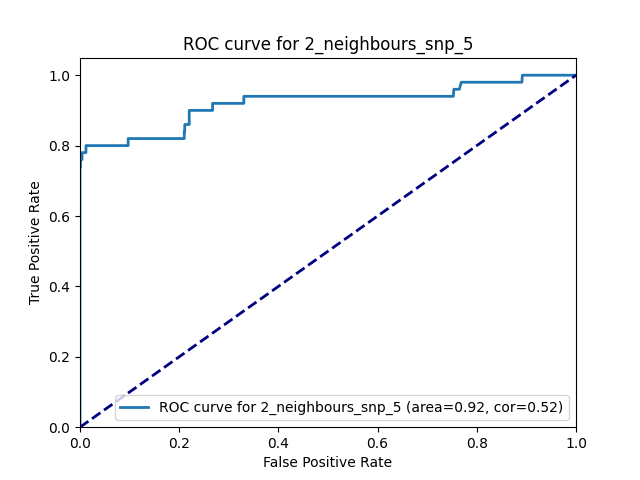 ROC curve for 2_neighbours_snp_5
True Positive Rate
1.0
0.8
0.6
0.4
0.2
0.0
ROC curve for 2_neighbours_snp_5 (area=0.92, cor=0.52)
0.0 0.2 0.4 0.6 0.8 1.0
False Positive Rate